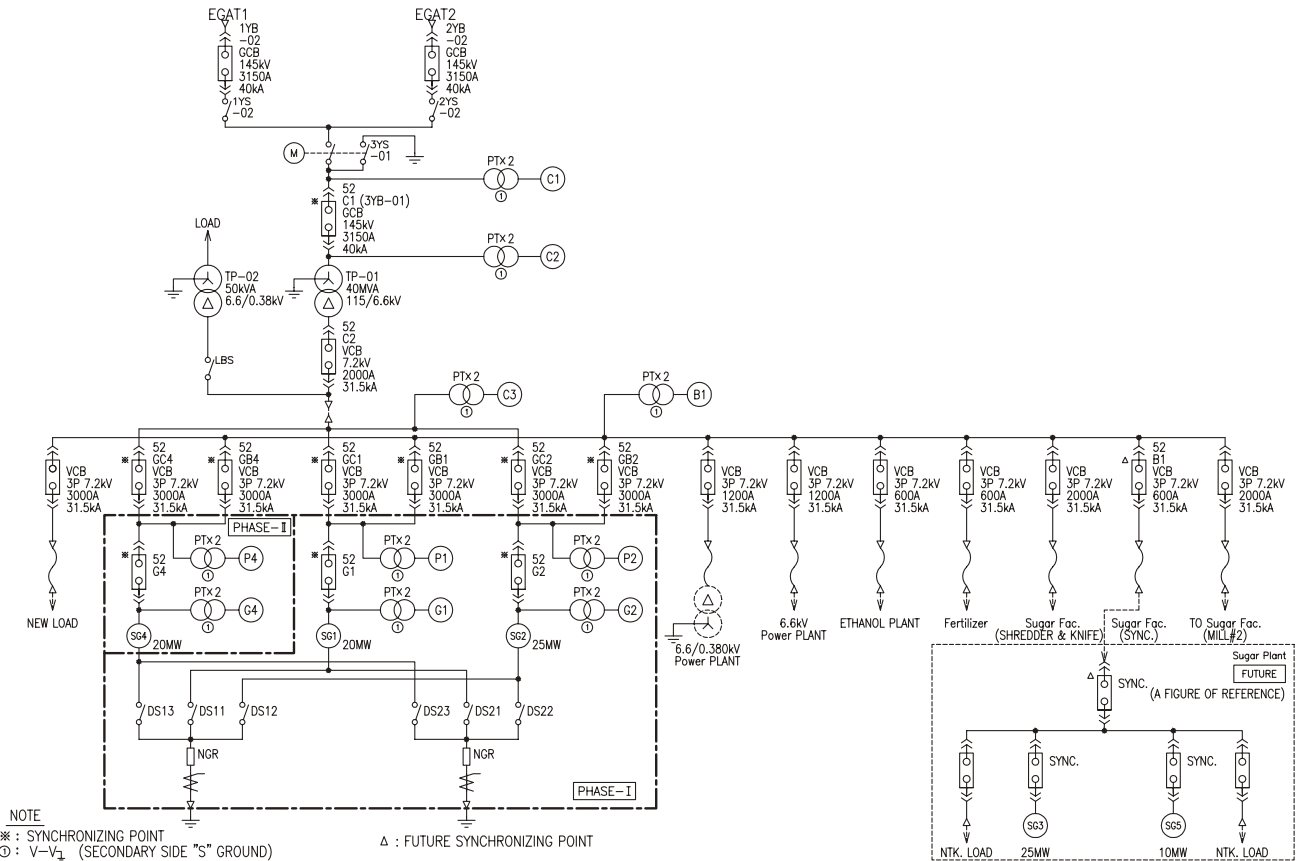 EGAT1
1YB
-02
GCB
145kV
3150A
40kA
1YS
-02
EGAT2
2YB
-02
GCB
145kV
3150A
40kA
2YS
-02
M
3YS
-01
PT×2
①
C1
※
52
C1 (3YB-01)
GCB
145kV
3150A
40kA
PT×2
①
C2
LOAD
TP-02
50kVA
6.6/0.38kV
TP-01
40MVA
115/6.6kV
LBS
52
C2
VCB
7.2kV
2000A
31.5kA
PT×2
①
C3
PT×2
①
B1
VCB
3P 7.2kV
3000A
31.5kA
※
52
GC4
VCB
3P 7.2kV
3000A
31.5kA
※
52
GB4
VCB
3P 7.2kV
3000A
31.5kA
※
52
GC1
VCB
3P 7.2kV
3000A
31.5kA
※
52
GB1
VCB
3P 7.2kV
3000A
31.5kA
※
52
GC2
VCB
3P 7.2kV
3000A
31.5kA
※
52
GB2
VCB
3P 7.2kV
3000A
31.5kA
VCB
3P 7.2kV
1200A
31.5kA
VCB
3P 7.2kV
1200A
31.5kA
VCB
3P 7.2kV
600A
31.5kA
VCB
3P 7.2kV
600A
31.5kA
VCB
3P 7.2kV
2000A
31.5kA
△
52
B1
VCB
3P 7.2kV
600A
31.5kA
VCB
3P 7.2kV
2000A
31.5kA
PHASE-Ⅱ
※
52
G4
PT×2
①
P4
PT×2
①
G4
SG4
20MW
※
52
G1
PT×2
①
P1
PT×2
①
G1
SG1
20MW
※
52
G2
PT×2
①
P2
PT×2
①
G2
SG2
25MW
NEW LOAD
6.6/0.380kV
Power PLANT
6.6kV
Power PLANT
ETHANOL PLANT
Fertilizer
Sugar Fac.
(SHREDDER & KNIFE)
Sugar Fac.
(SYNC.)
TO Sugar Fac.
(MILL#2)
DS13
DS11
DS12
DS23
DS21
DS22
NGR
NGR
PHASE-Ⅰ
Sugar Plant
FUTURE
(A FIGURE OF REFERENCE)
△
SYNC.
SYNC.
SYNC.
NTK. LOAD
SG3
25MW
SG5
10MW
NTK. LOAD
NOTE
※ : SYNCHRONIZING POINT
① : V-V (SECONDARY SIDE "S" GROUND)
△ : FUTURE SYNCHRONIZING POINT